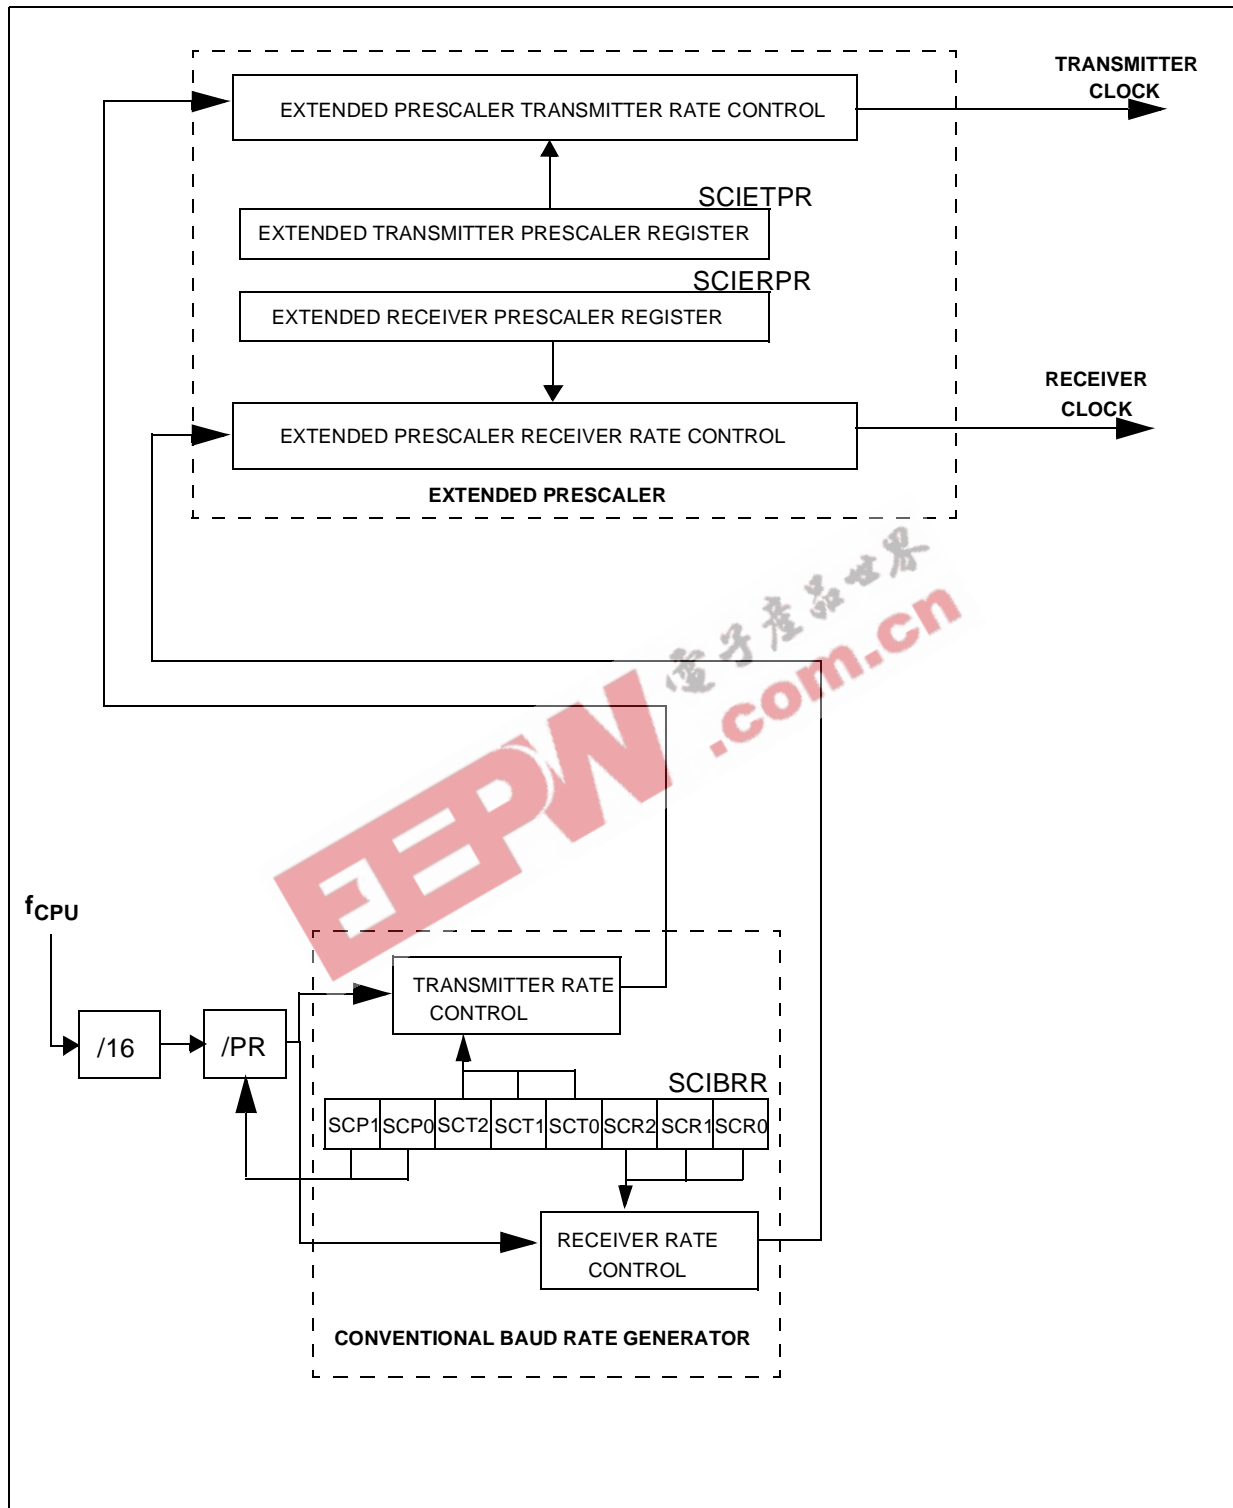 TRANSMITTER
CLOCK
EXTENDED PRESCALER TRANSMITTER RATE CONTROL
SCIETPR
EXTENDED TRANSMITTER PRESCALER REGISTER
SCIERPR
EXTENDED RECEIVER PRESCALER REGISTER
RECEIVER
CLOCK
EXTENDED PRESCALER RECEIVER RATE CONTROL
EXTENDED PRESCALER
電子產品世界
EEPW.com.cn
fCPU
TRANSMITTER RATE
CONTROL
/16
/PR
SCIBRR
SCP1 SCP0 SCT2 SCT1 SCT0 SCR2 SCR1 SCR0
RECEIVER RATE
CONTROL
CONVENTIONAL BAUD RATE GENERATOR